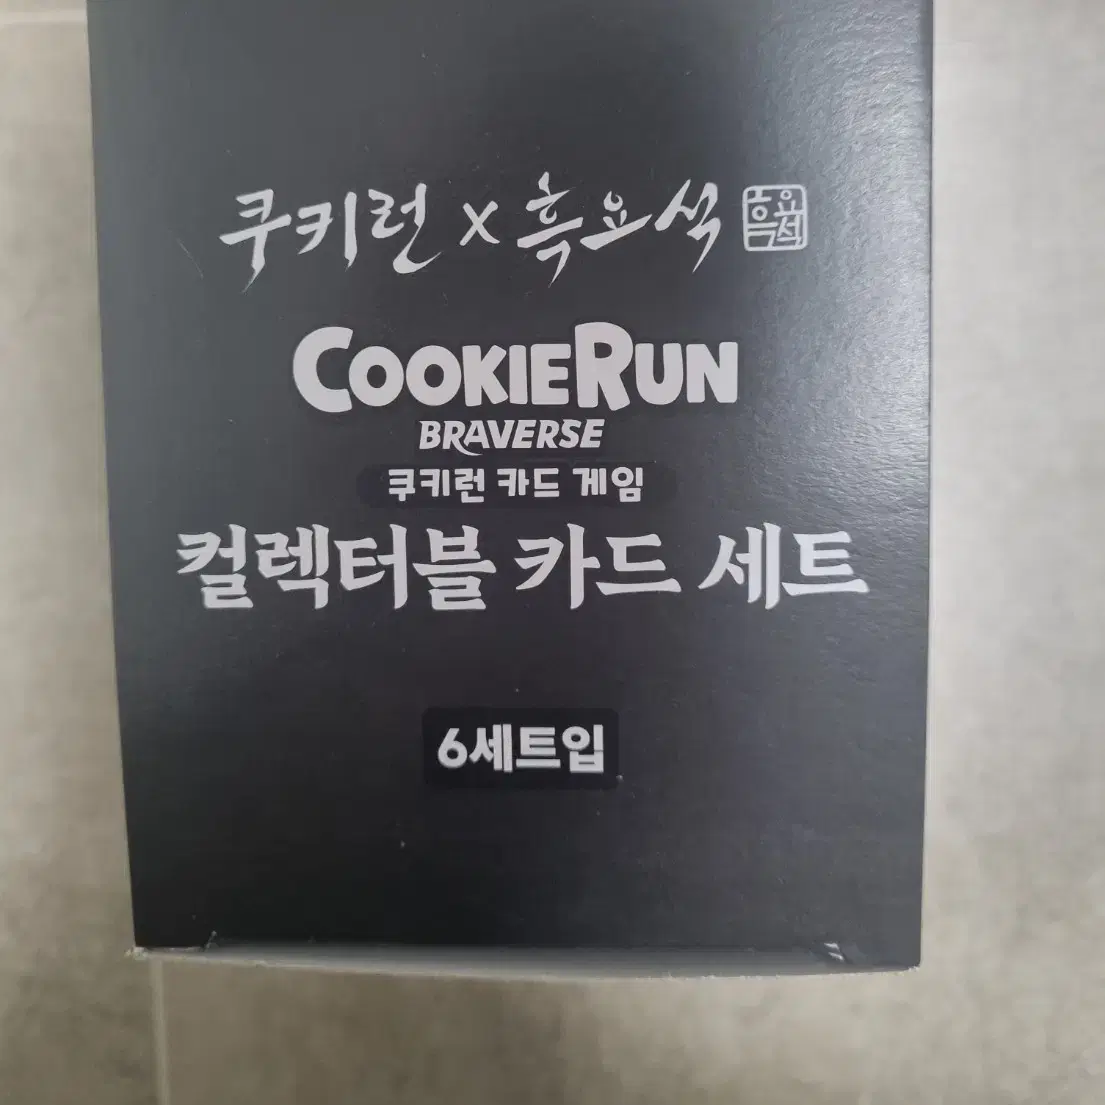 쿠키런 x 흑요석 흑요석
COOKIERUN
BRAVERSE
쿠키런 카드 게임
컬렉터블 카드 세트
6세트입